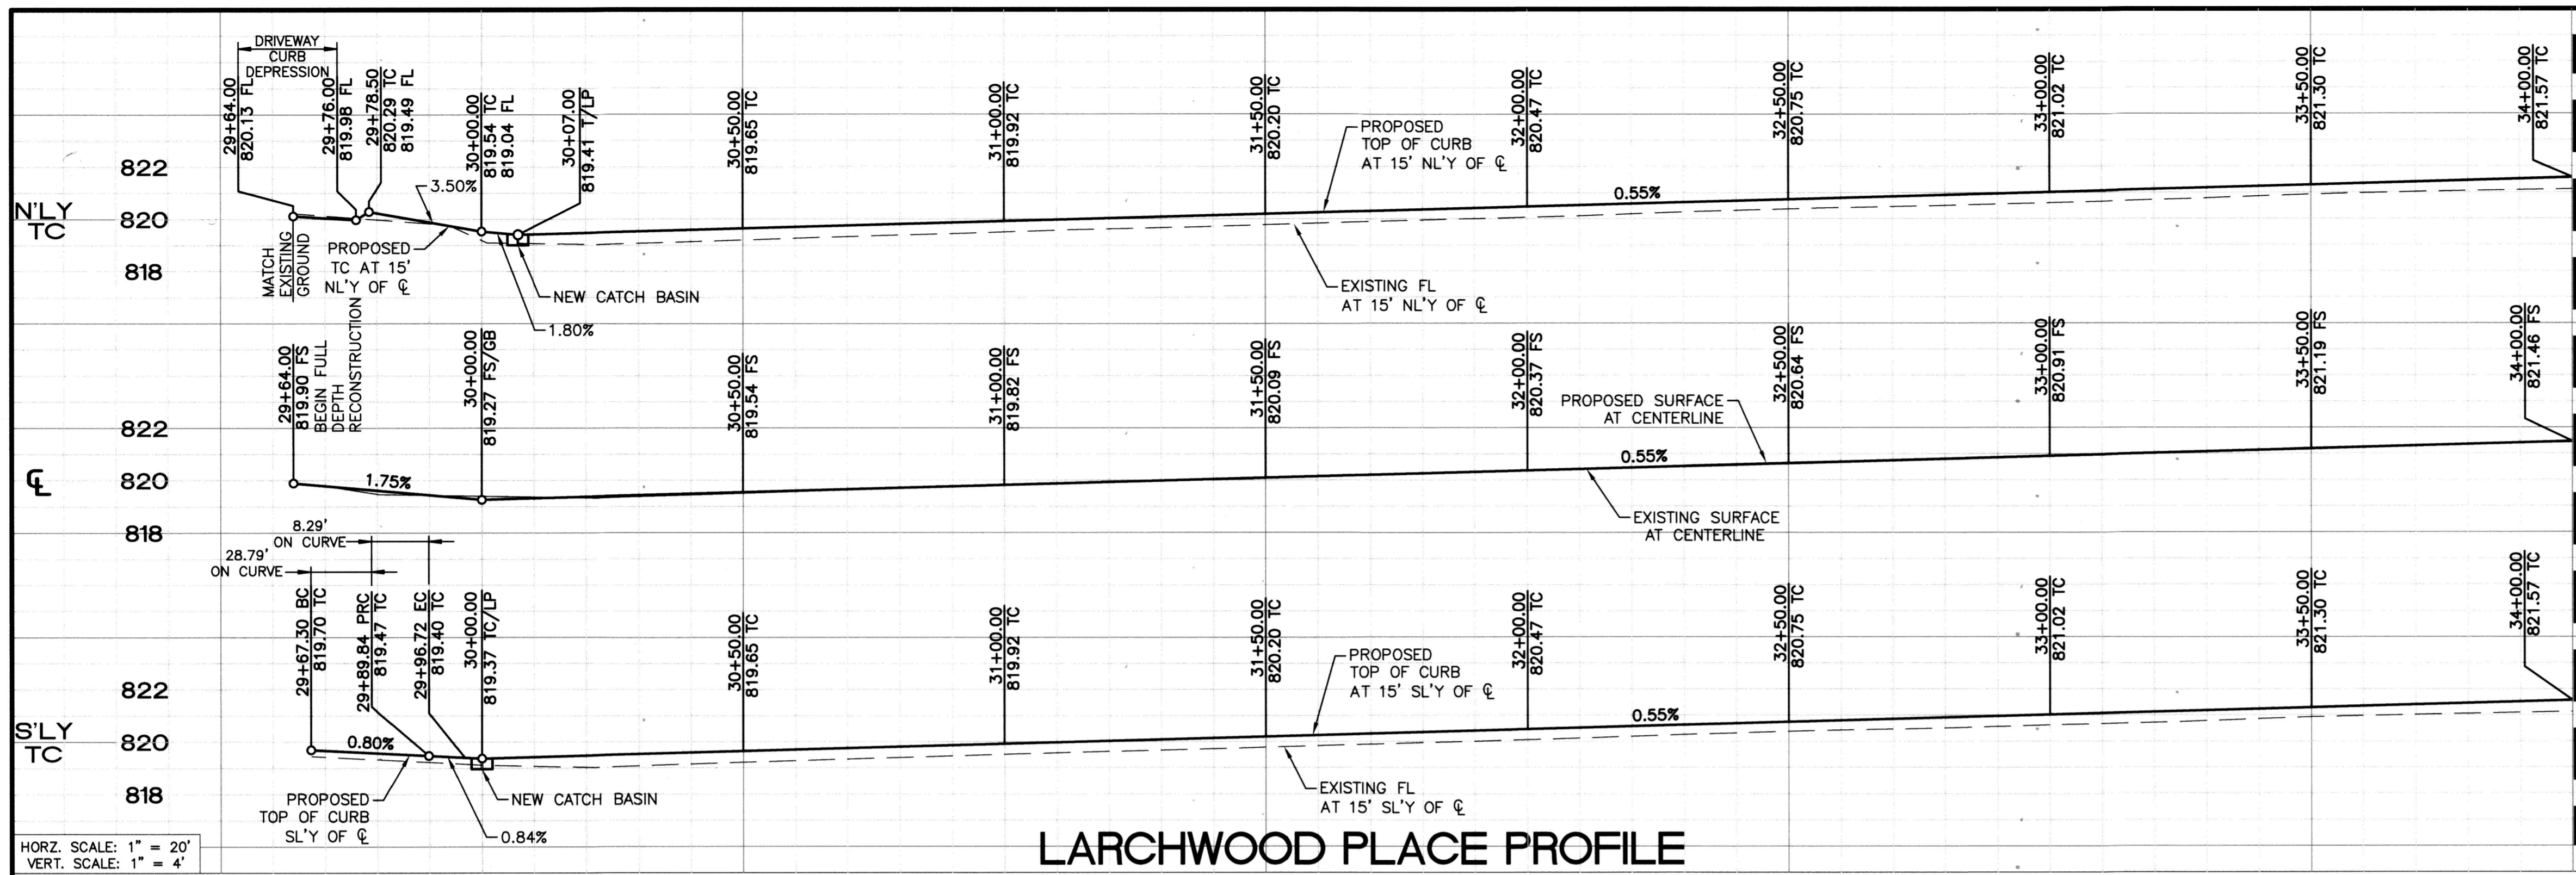 DRIVEWAY
CURB
DEPRESSION
29+64.00
820.13 FL
29+76.00
819.98 FL
29+78.50
820.29 TC
819.49 FL
30+00.00
819.54 TC
819.04 FL
30+07.00
819.41 T/LP
30+50.00
819.65 TC
31+00.00
819.92 TC
31+50.00
820.20 TC
32+00.00
820.47 TC
32+50.00
820.75 TC
33+00.00
821.02 TC
33+50.00
821.30 TC
34+00.00
821.57 TC
822
N'LY
TC
820
818
3.50%
PROPOSED
TOP OF CURB
AT 15' NL'Y OF ℄
0.55%
MATCH
EXISTING
GROUND
PROPOSED
TC AT 15'
NL'Y OF ℄
NEW CATCH BASIN
1.80%
EXISTING FL
AT 15' NL'Y OF ℄
29+64.00
819.90 FS
BEGIN FULL
DEPTH
RECONSTRUCTION
30+00.00
819.27 FS/GB
30+50.00
819.54 FS
31+00.00
819.82 FS
31+50.00
820.09 FS
32+00.00
820.37 FS
32+50.00
820.64 FS
33+00.00
820.91 FS
33+50.00
821.19 FS
34+00.00
821.46 FS
822
℄
820
818
1.75%
PROPOSED SURFACE
AT CENTERLINE
0.55%
EXISTING SURFACE
AT CENTERLINE
8.29'
ON CURVE
28.79'
ON CURVE
29+67.30 BC
819.70 TC
29+89.84 PRC
819.47 TC
29+96.72 EC
819.40 TC
30+00.00
819.37 TC/LP
30+50.00
819.65 TC
31+00.00
819.92 TC
31+50.00
820.20 TC
32+00.00
820.47 TC
32+50.00
820.75 TC
33+00.00
821.02 TC
33+50.00
821.30 TC
34+00.00
821.57 TC
822
S'LY
TC
820
818
0.80%
PROPOSED
TOP OF CURB
AT 15' SL'Y OF ℄
0.55%
PROPOSED
TOP OF CURB
SL'Y OF ℄
NEW CATCH BASIN
0.84%
EXISTING FL
AT 15' SL'Y OF ℄
HORZ. SCALE: 1" = 20'
VERT. SCALE: 1" = 4'
LARCHWOOD PLACE PROFILE